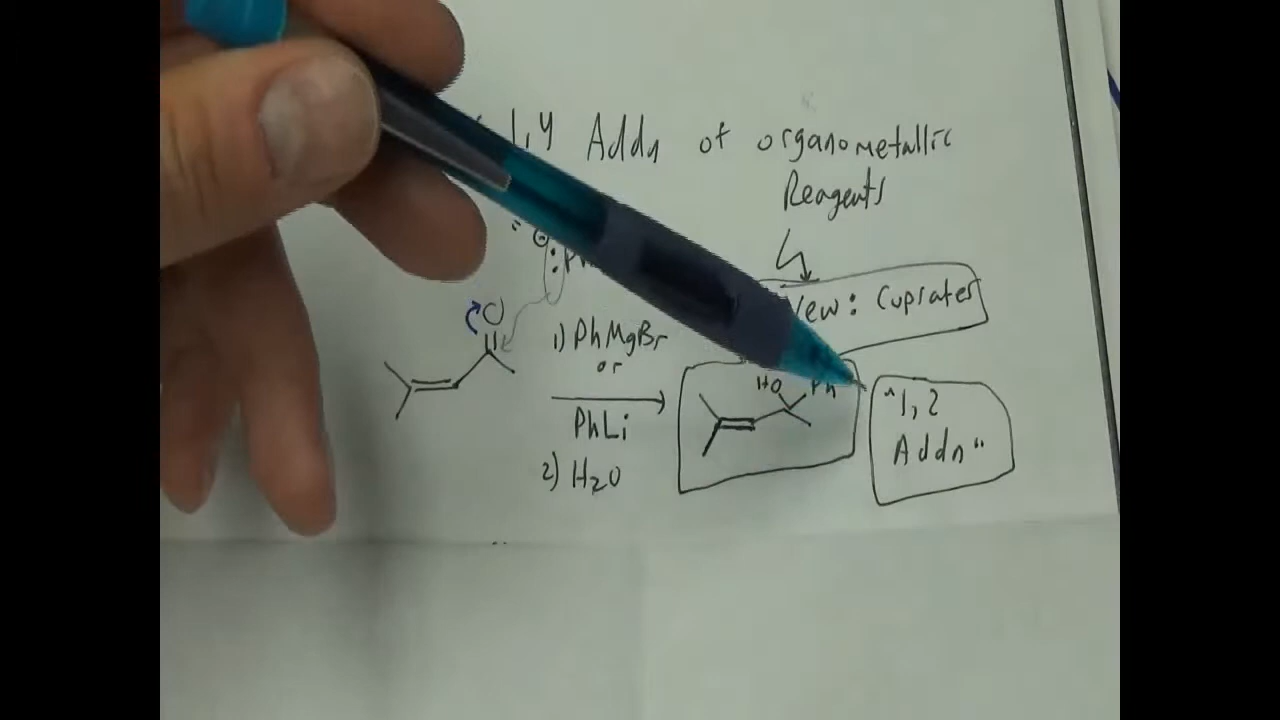 1,4 Addn of organometallic
Reagents
⊖
:Ph
New: Cuprates
O
1) PhMgBr
or
PhLi
2) H2O
HO Ph
"1,2
Addn"